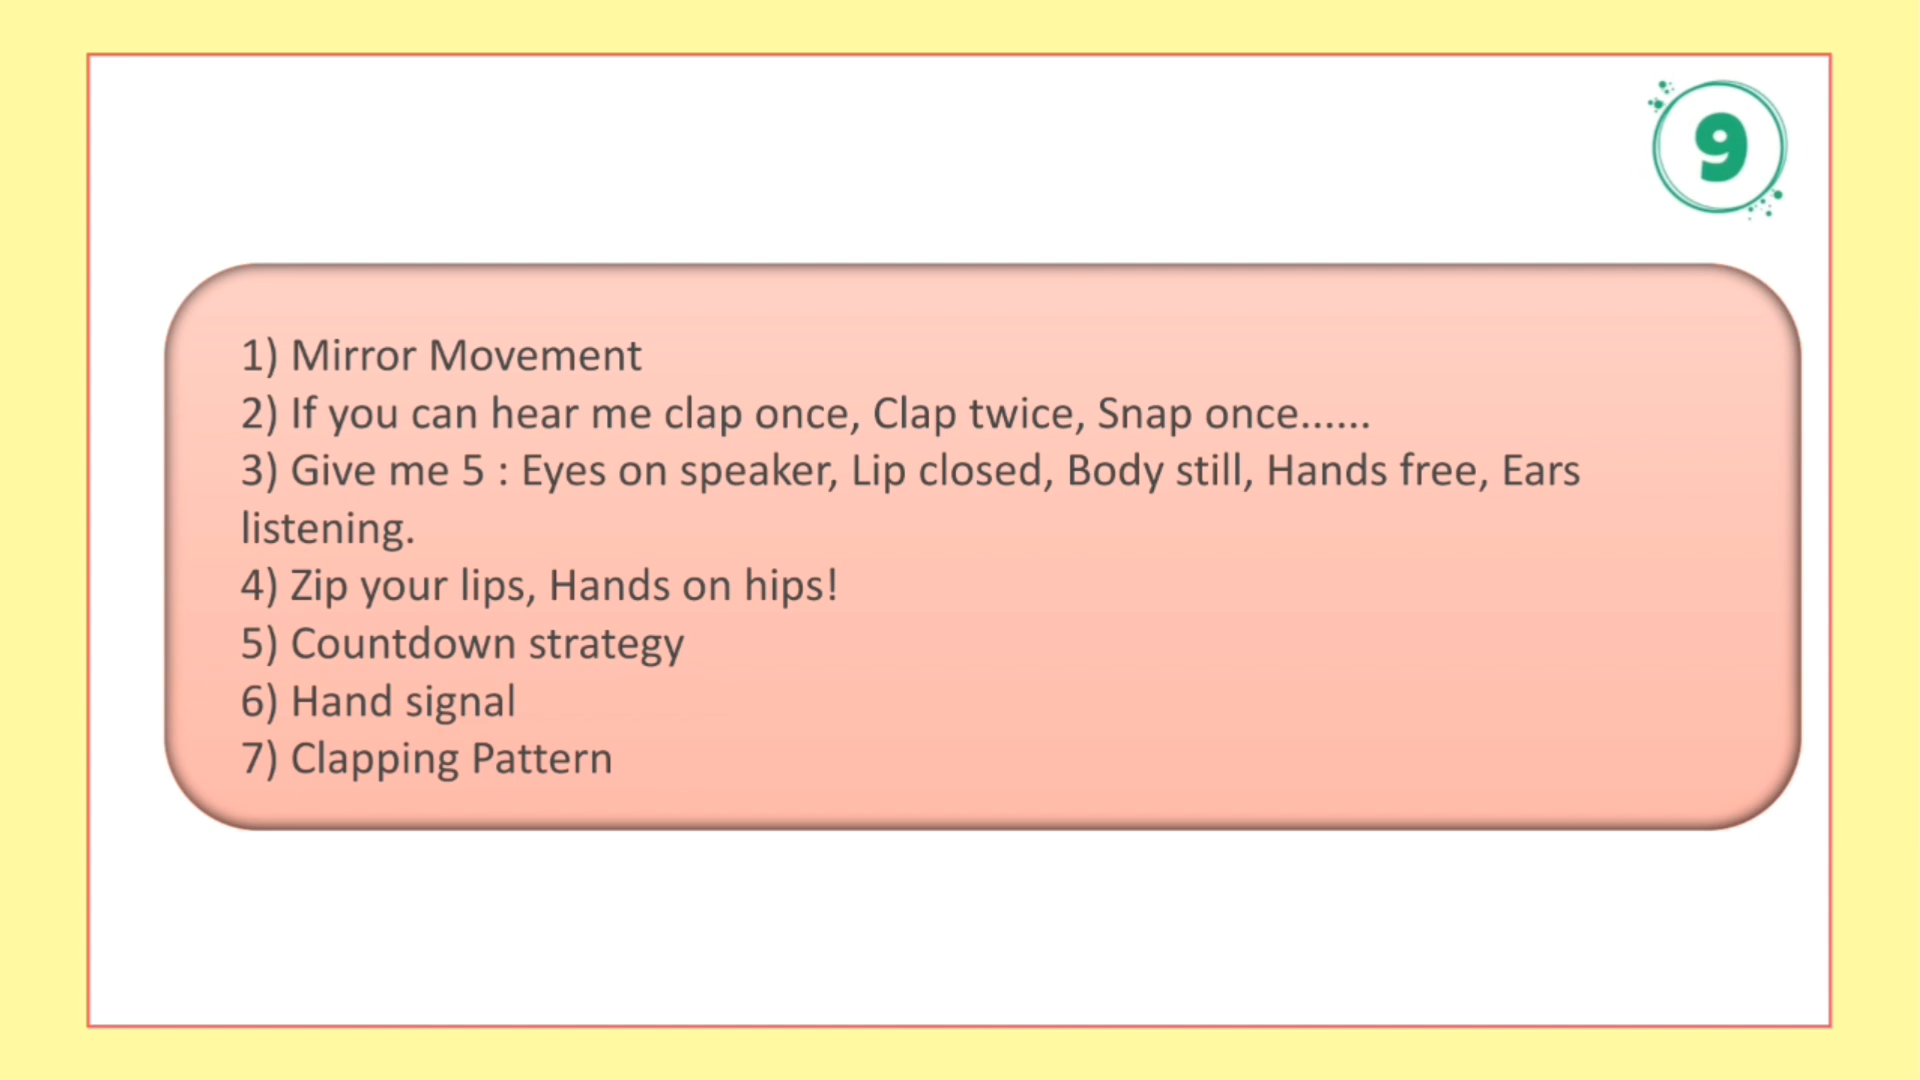 9
1) Mirror Movement
2) If you can hear me clap once, Clap twice, Snap once......
3) Give me 5 : Eyes on speaker, Lip closed, Body still, Hands free, Ears
listening.
4) Zip your lips, Hands on hips!
5) Countdown strategy
6) Hand signal
7) Clapping Pattern